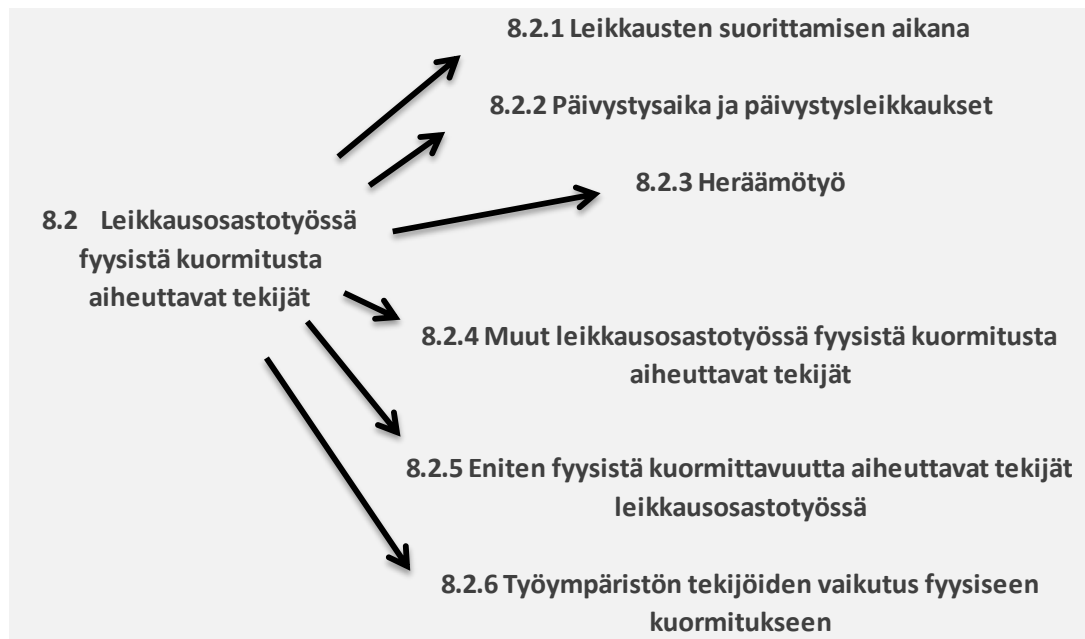 8.2.1 Leikkausten suorittamisen aikana
8.2.2 Päivystysaika ja päivystysleikkaukset
8.2.3 Heräämötyö
8.2 Leikkausosastotyössä
fyysistä kuormitusta
aiheuttavat tekijät
8.2.4 Muut leikkausosastotyössä fyysistä kuormitusta
aiheuttavat tekijät
8.2.5 Eniten fyysistä kuormittavuutta aiheuttavat tekijät
leikkausosastotyössä
8.2.6 Työympäristön tekijöiden vaikutus fyysiseen
kuormitukseen